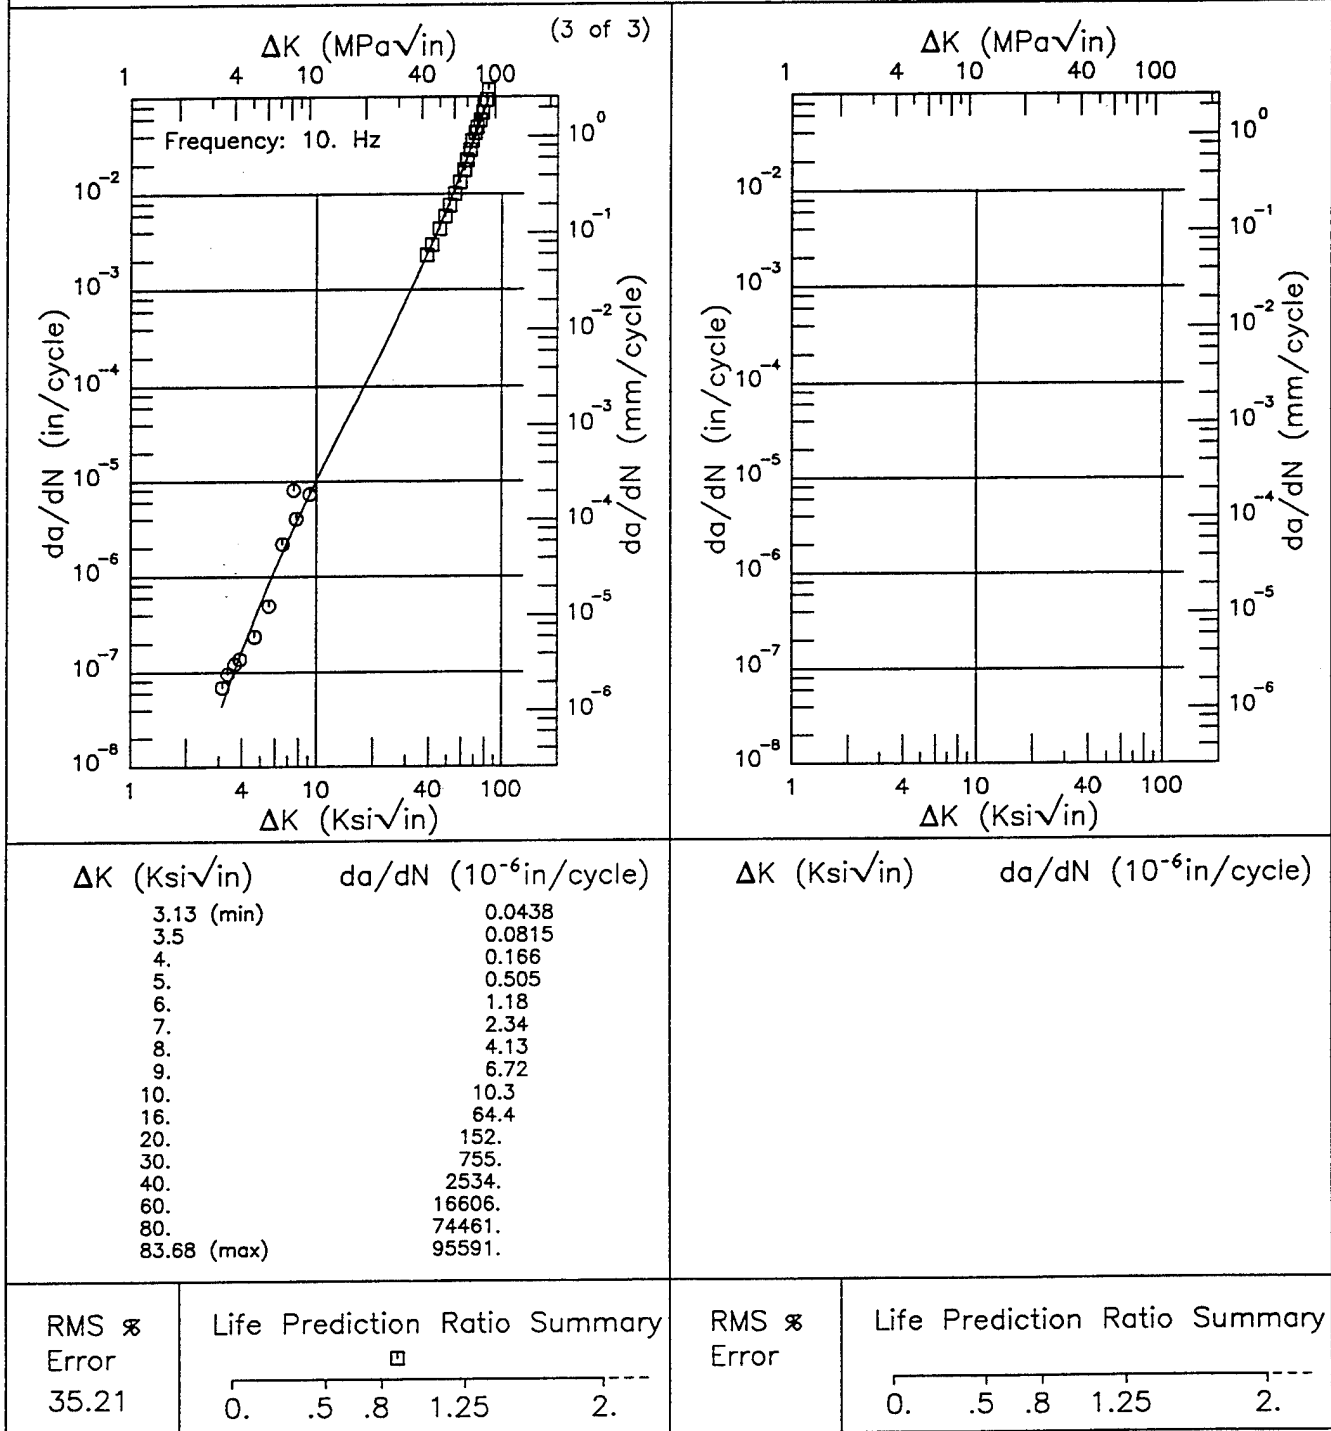 (3 of 3)
ΔK (MPa√in)
1 4 10 40 100
Frequency: 10. Hz
da/dN (in/cycle)
10⁻²
10⁻³
10⁻⁴
10⁻⁵
10⁻⁶
10⁻⁷
10⁻⁸
10⁰
10⁻¹
10⁻²
10⁻³
10⁻⁴
10⁻⁵
10⁻⁶
da/dN (mm/cycle)
1 4 10 40 100
ΔK (Ksi√in)
ΔK (MPa√in)
1 4 10 40 100
da/dN (in/cycle)
10⁻²
10⁻³
10⁻⁴
10⁻⁵
10⁻⁶
10⁻⁷
10⁻⁸
10⁰
10⁻¹
10⁻²
10⁻³
10⁻⁴
10⁻⁵
10⁻⁶
da/dN (mm/cycle)
1 4 10 40 100
ΔK (Ksi√in)
ΔK (Ksi√in) da/dN (10⁻⁶in/cycle)
3.13 (min) 0.0438
3.5 0.0815
4. 0.166
5. 0.505
6. 1.18
7. 2.34
8. 4.13
9. 6.72
10. 10.3
16. 64.4
20. 152.
30. 755.
40. 2534.
60. 16606.
80. 74461.
83.68 (max) 95591.
ΔK (Ksi√in) da/dN (10⁻⁶in/cycle)
RMS %
Error
35.21
Life Prediction Ratio Summary
0. .5 .8 1.25 2.
RMS %
Error
Life Prediction Ratio Summary
0. .5 .8 1.25 2.